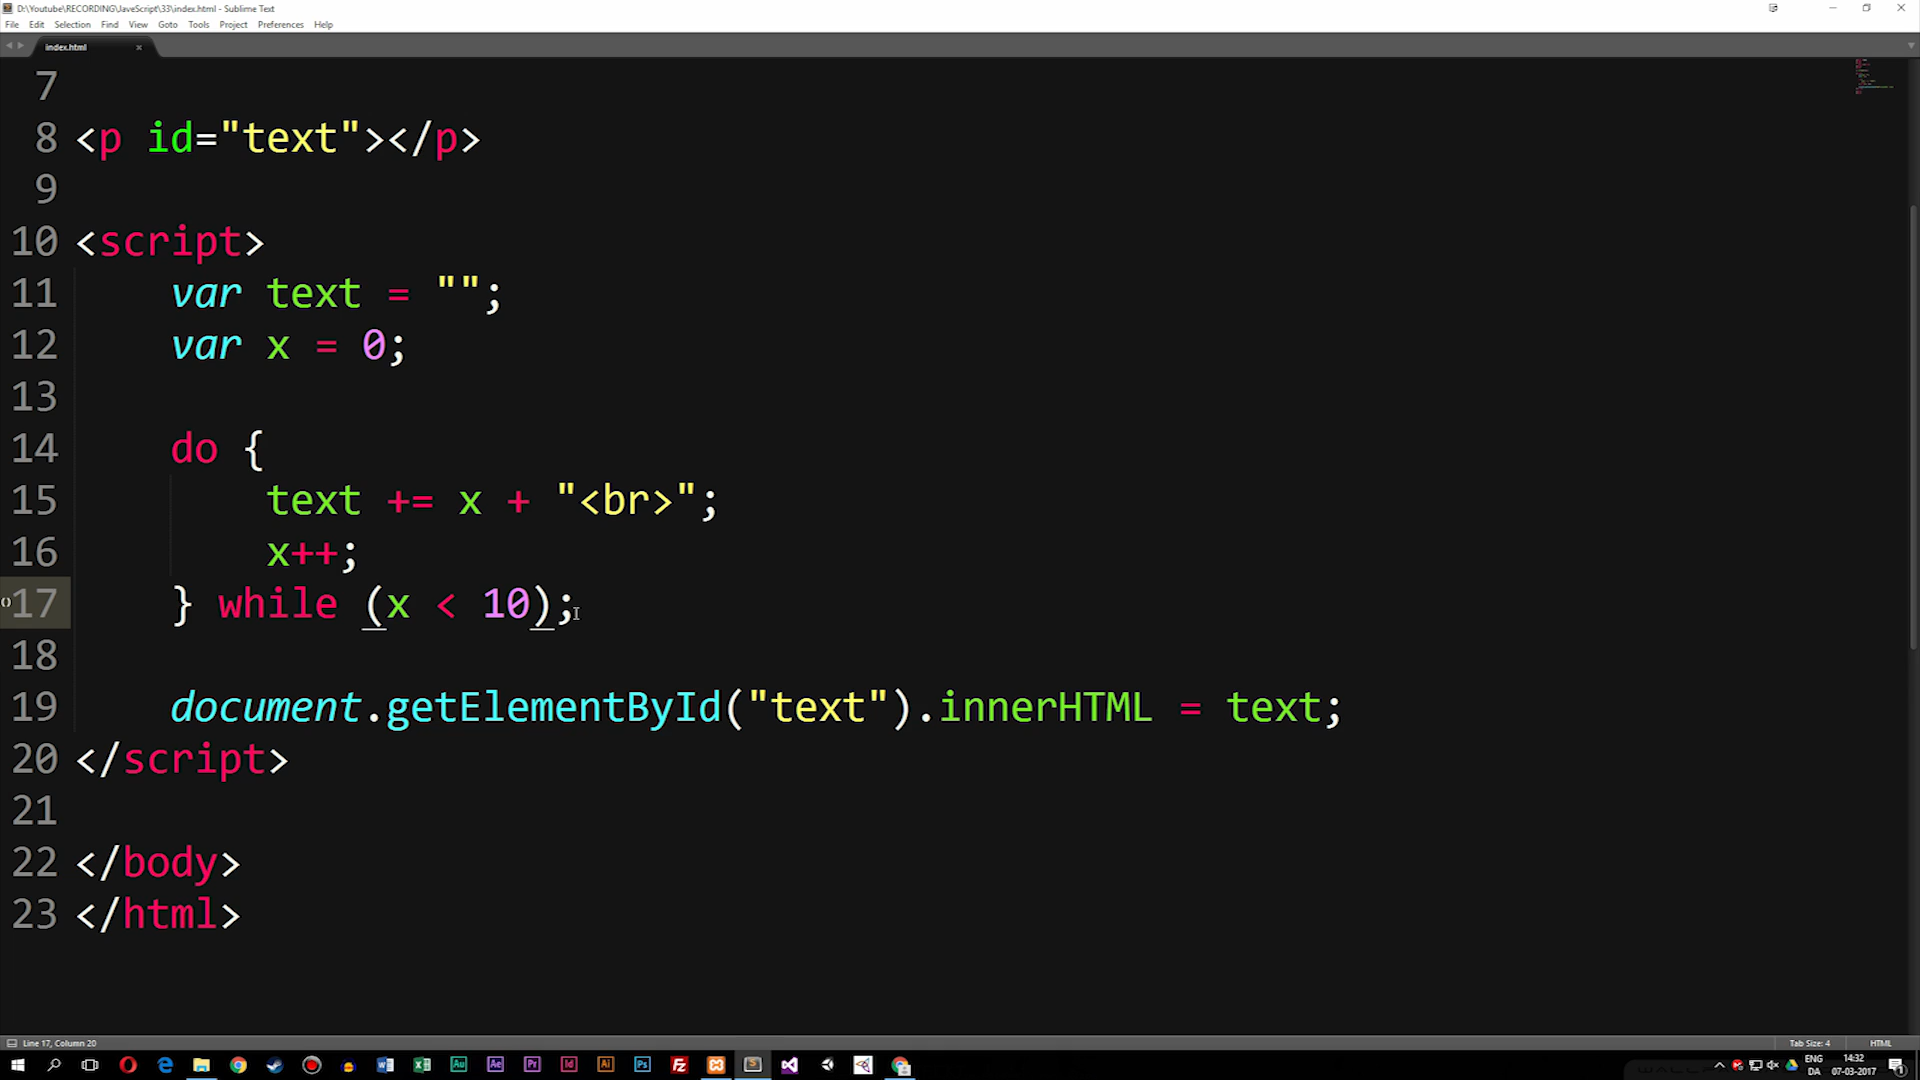 D:\Youtube\RECORDING\JaveScript\33\index.html - Sublime Text
File Edit Selection Find View Goto Tools Project Preferences Help
index.html ×
7
8 <p id="text"></p>
9
10 <script>
11 var text = "";
12 var x = 0;
13
14 do {
15 text += x + "<br>";
16 x++;
17 } while (x < 10);
18
19 document.getElementById("text").innerHTML = text;
20 </script>
21
22 </body>
23 </html>
Line 17, Column 20 Tab Size: 4 HTML
ENG 14:32
DA 07-03-2017